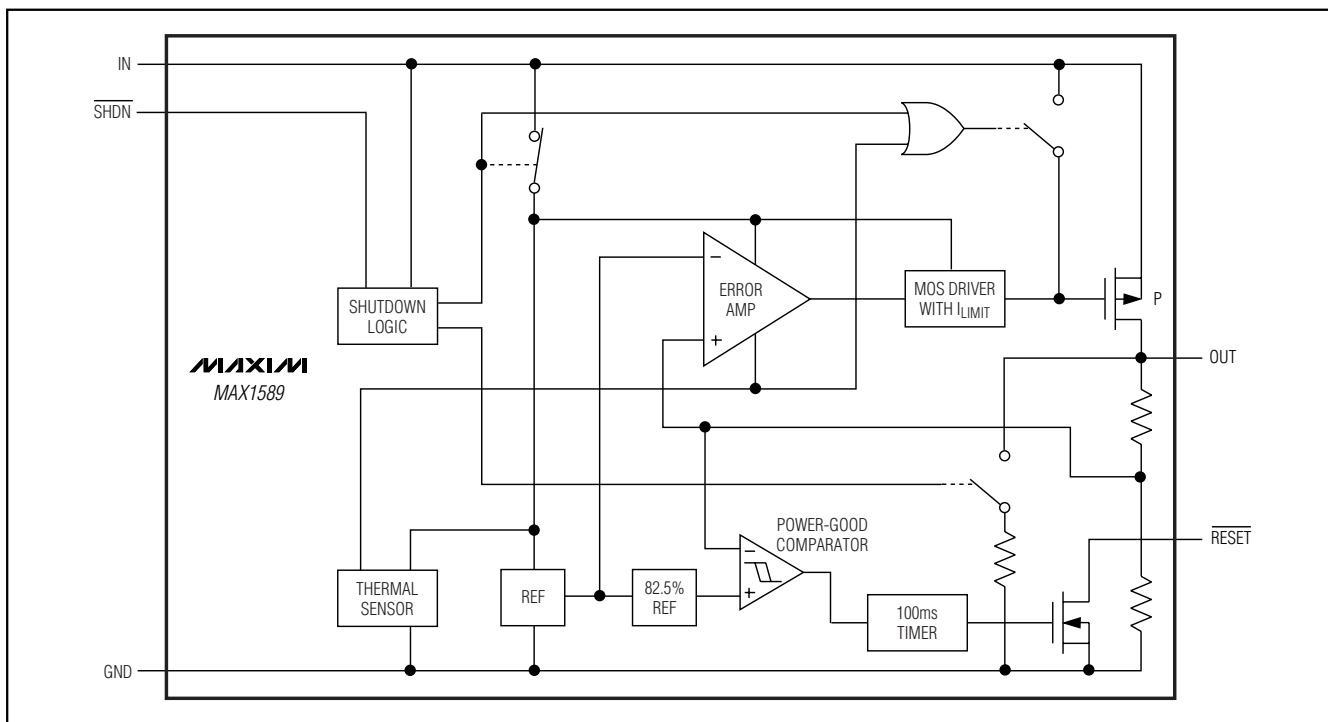 IN
SHDN
SHUTDOWN
LOGIC
MAXIM
MAX1589
−
ERROR
AMP
+
MOS DRIVER
WITH ILIMIT
P
OUT
POWER-GOOD
COMPARATOR
−
+
RESET
THERMAL
SENSOR
REF
82.5%
REF
100ms
TIMER
GND